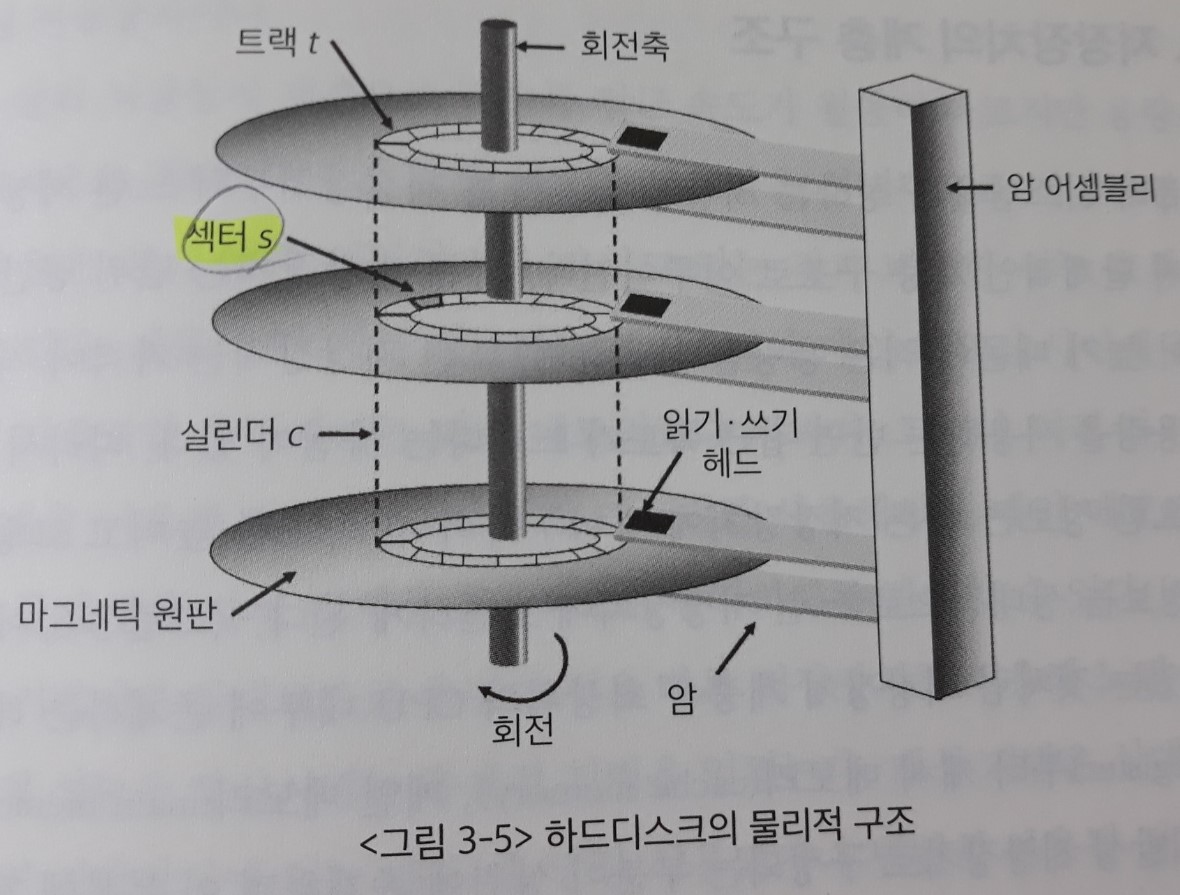 트랙 t
회전축
암 어셈블리
섹터 s
실린더 c
읽기·쓰기
헤드
마그네틱 원판
암
회전
<그림 3-5> 하드디스크의 물리적 구조